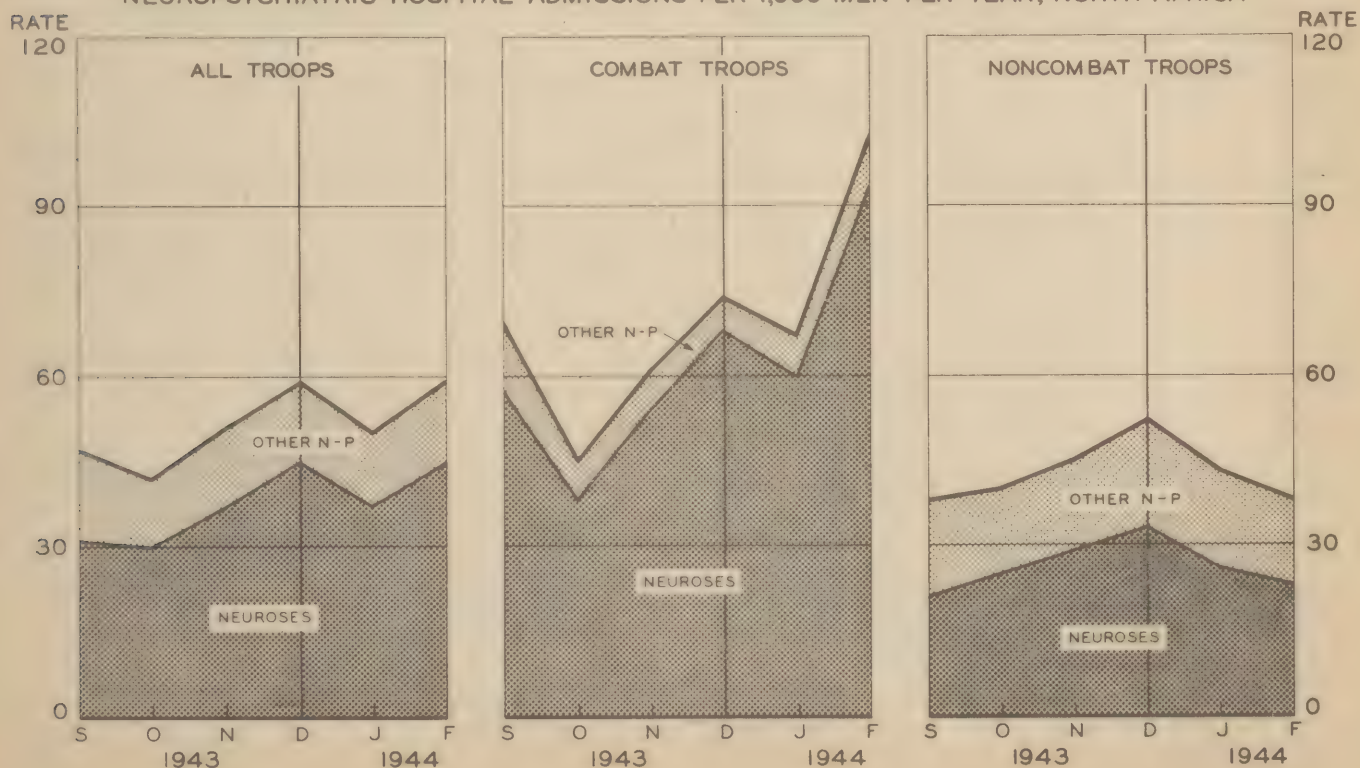 RATE
120
90
60
30
0
ALL TROOPS
OTHER N-P
NEUROSES
S O N D J F
1943 1944
COMBAT TROOPS
OTHER N-P
NEUROSES
S O N D J F
1943 1944
NONCOMBAT TROOPS
OTHER N-P
NEUROSES
S O N D J F
1943 1944
RATE
120
90
60
30
0